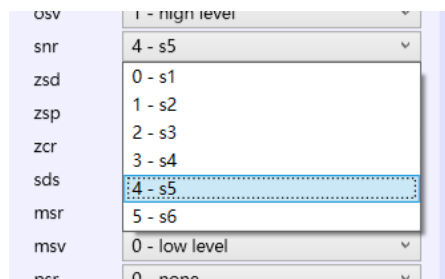 osv 1 - high level
snr 4 - s5
zsd 0 - s1
zsp 1 - s2
zcr 2 - s3
3 - s4
sds 4 - s5
msr 5 - s6
msv 0 - low level
psr 0 - none